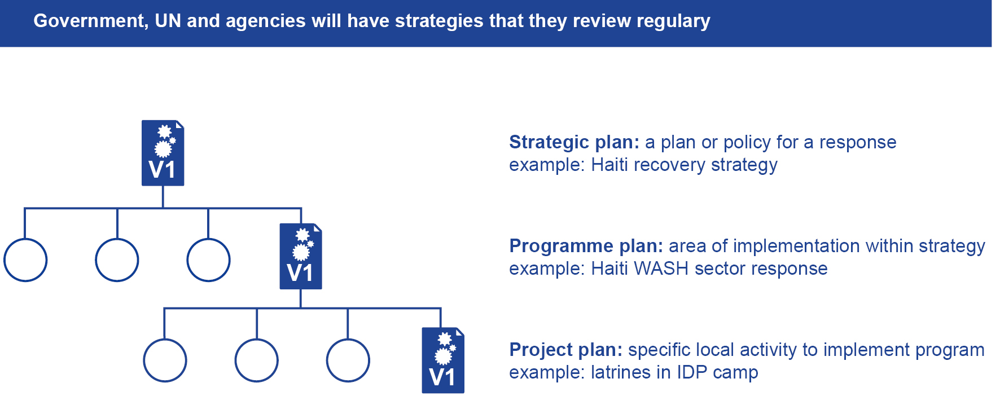 Government, UN and agencies will have strategies that they review regulary
V1
Strategic plan: a plan or policy for a response
example: Haiti recovery strategy
V1
Programme plan: area of implementation within strategy
example: Haiti WASH sector response
V1
Project plan: specific local activity to implement program
example: latrines in IDP camp